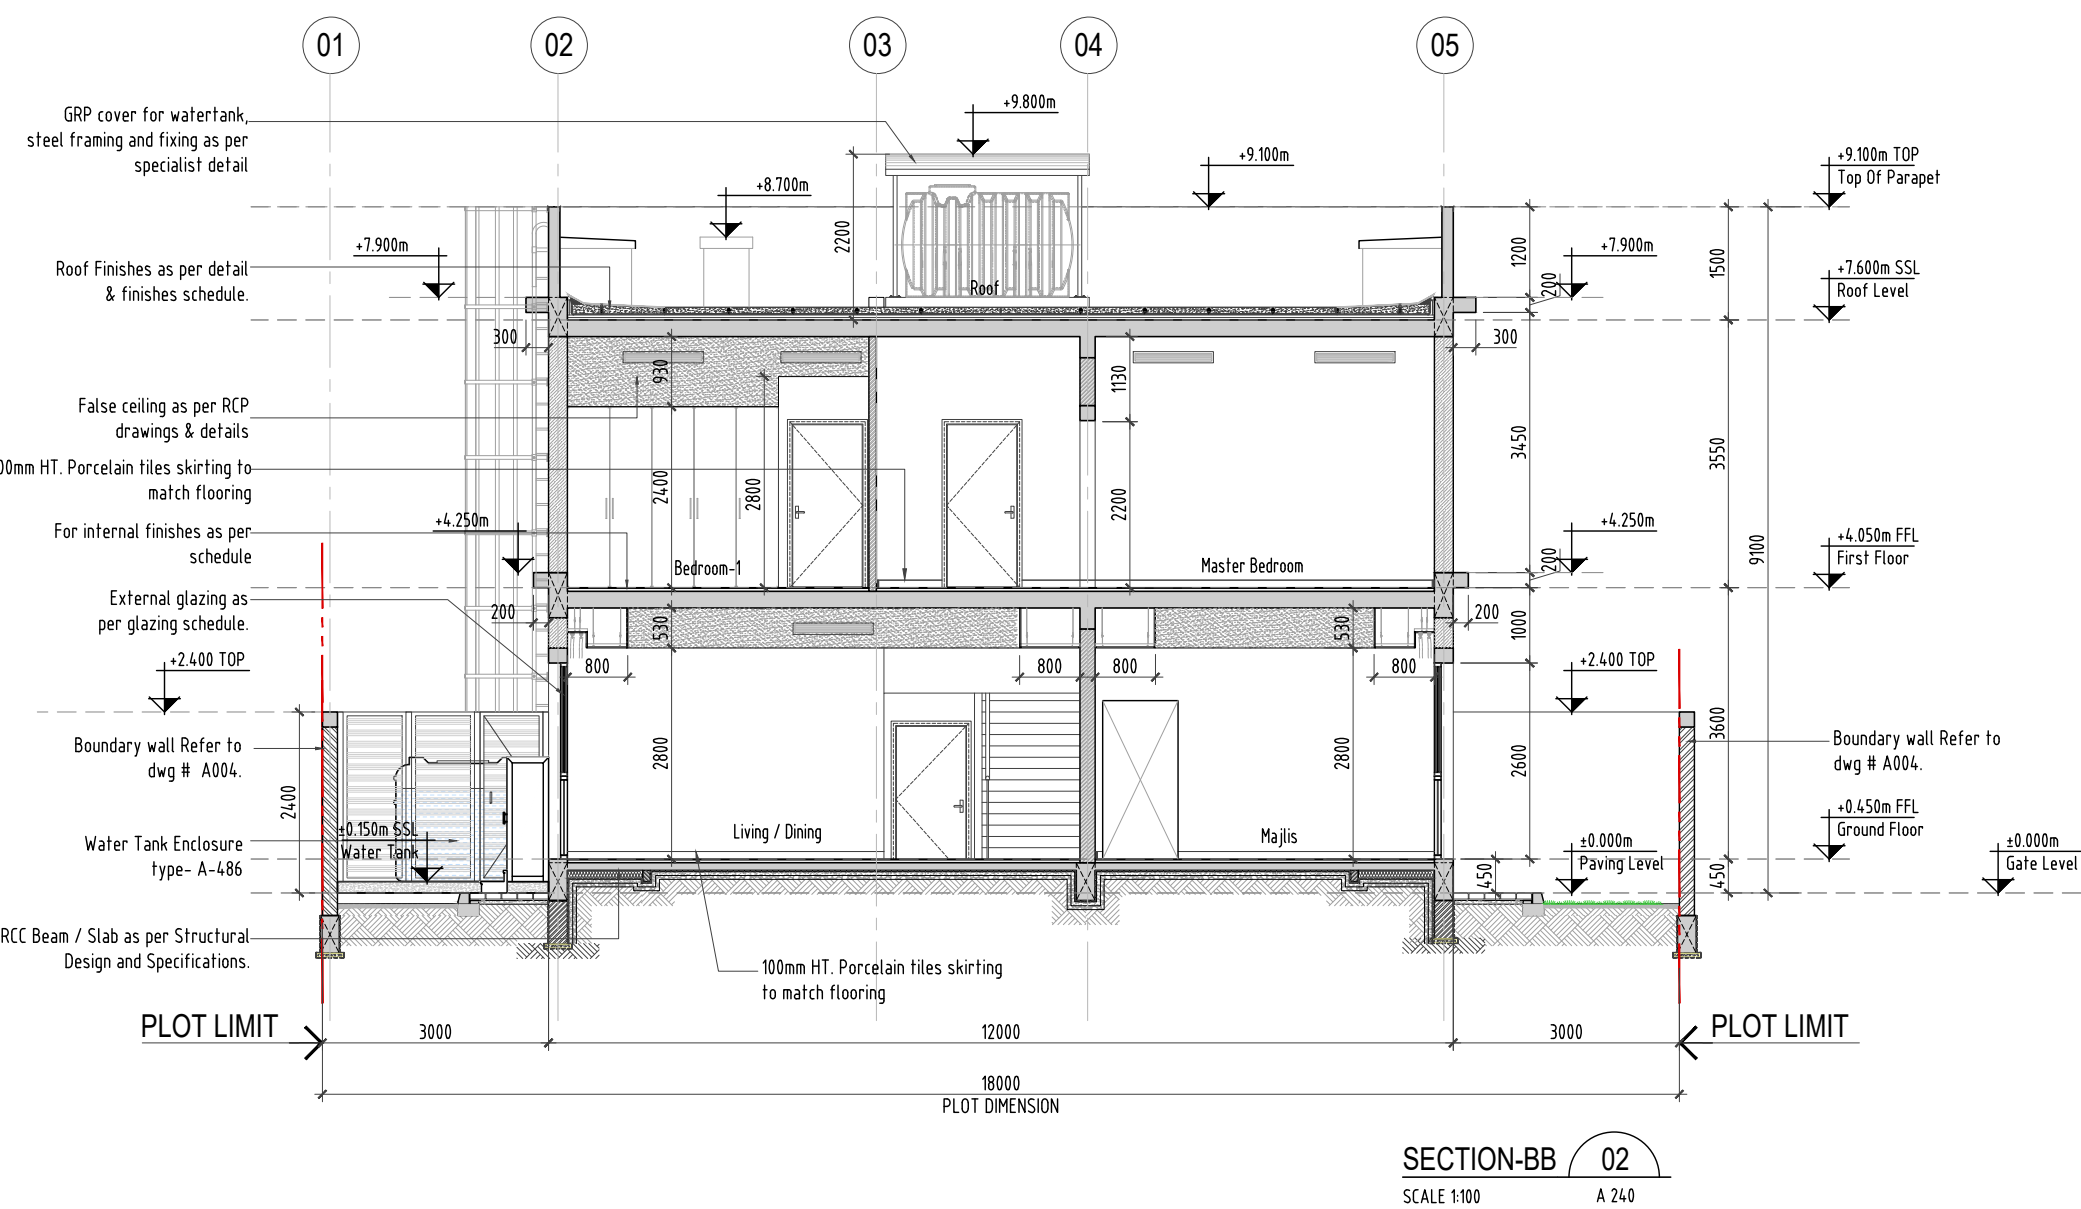 01
02
03
04
05
GRP cover for watertank,
steel framing and fixing as per
specialist detail
+9.800m
+9.100m
+8.700m
+9.100m TOP
Top Of Parapet
2200
1200
1500
+7.900m
+7.900m
Roof Finishes as per detail
& finishes schedule.
+7.600m SSL
Roof Level
Roof
200
300
300
930
1130
False ceiling as per RCP
drawings & details
3450
3550
00mm HT. Porcelain tiles skirting to
match flooring
2400
2800
2200
+4.250m
+4.250m
For internal finishes as per
schedule
+4.050m FFL
First Floor
9100
Bedroom-1
Master Bedroom
200
External glazing as
per glazing schedule.
200
200
530
530
1000
+2.400 TOP
+2.400 TOP
800
800
800
800
Boundary wall Refer to
dwg # A004.
Boundary wall Refer to
dwg # A004.
3600
2800
2800
2600
2400
±0.150m SSL
Water Tank
+0.450m FFL
Ground Floor
Living / Dining
Majlis
Water Tank Enclosure
type- A-486
±0.000m
Paving Level
±0.000m
Gate Level
450
450
RCC Beam / Slab as per Structural
Design and Specifications.
100mm HT. Porcelain tiles skirting
to match flooring
PLOT LIMIT
3000
12000
3000
PLOT LIMIT
18000
PLOT DIMENSION
SECTION-BB
02
SCALE 1:100
A 240